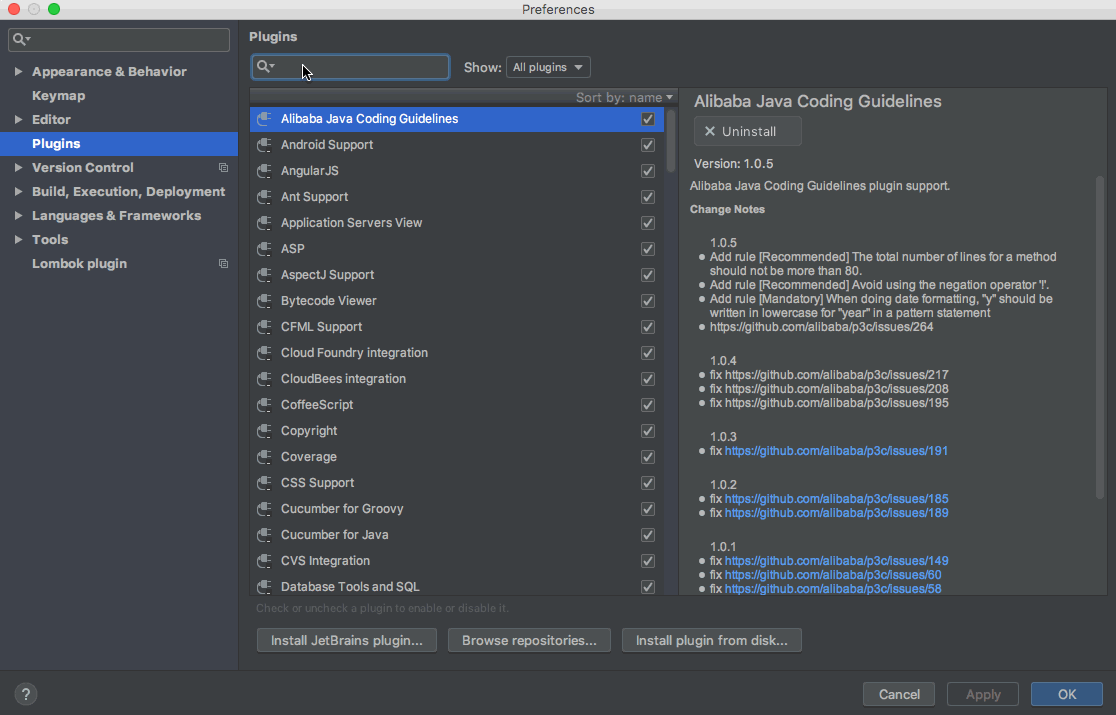 Preferences
Appearance & Behavior
Keymap
Editor
Plugins
Version Control
Build, Execution, Deployment
Languages & Frameworks
Tools
Lombok plugin
Plugins
Show: All plugins
Sort by: name
Alibaba Java Coding Guidelines
Android Support
AngularJS
Ant Support
Application Servers View
ASP
AspectJ Support
Bytecode Viewer
CFML Support
Cloud Foundry integration
CloudBees integration
CoffeeScript
Copyright
Coverage
CSS Support
Cucumber for Groovy
Cucumber for Java
CVS Integration
Database Tools and SQL
Check or uncheck a plugin to enable or disable it.
Install JetBrains plugin... Browse repositories... Install plugin from disk...
Alibaba Java Coding Guidelines
Uninstall
Version: 1.0.5
Alibaba Java Coding Guidelines plugin support.
Change Notes
1.0.5
Add rule [Recommended] The total number of lines for a method
should not be more than 80.
Add rule [Recommended] Avoid using the negation operator '!'.
Add rule [Mandatory] When doing date formatting, "y" should be
written in lowercase for "year" in a pattern statement
https://github.com/alibaba/p3c/issues/264
1.0.4
fix https://github.com/alibaba/p3c/issues/217
fix https://github.com/alibaba/p3c/issues/208
fix https://github.com/alibaba/p3c/issues/195
1.0.3
fix https://github.com/alibaba/p3c/issues/191
1.0.2
fix https://github.com/alibaba/p3c/issues/185
fix https://github.com/alibaba/p3c/issues/189
1.0.1
fix https://github.com/alibaba/p3c/issues/149
fix https://github.com/alibaba/p3c/issues/60
fix https://github.com/alibaba/p3c/issues/58
?
Cancel Apply OK